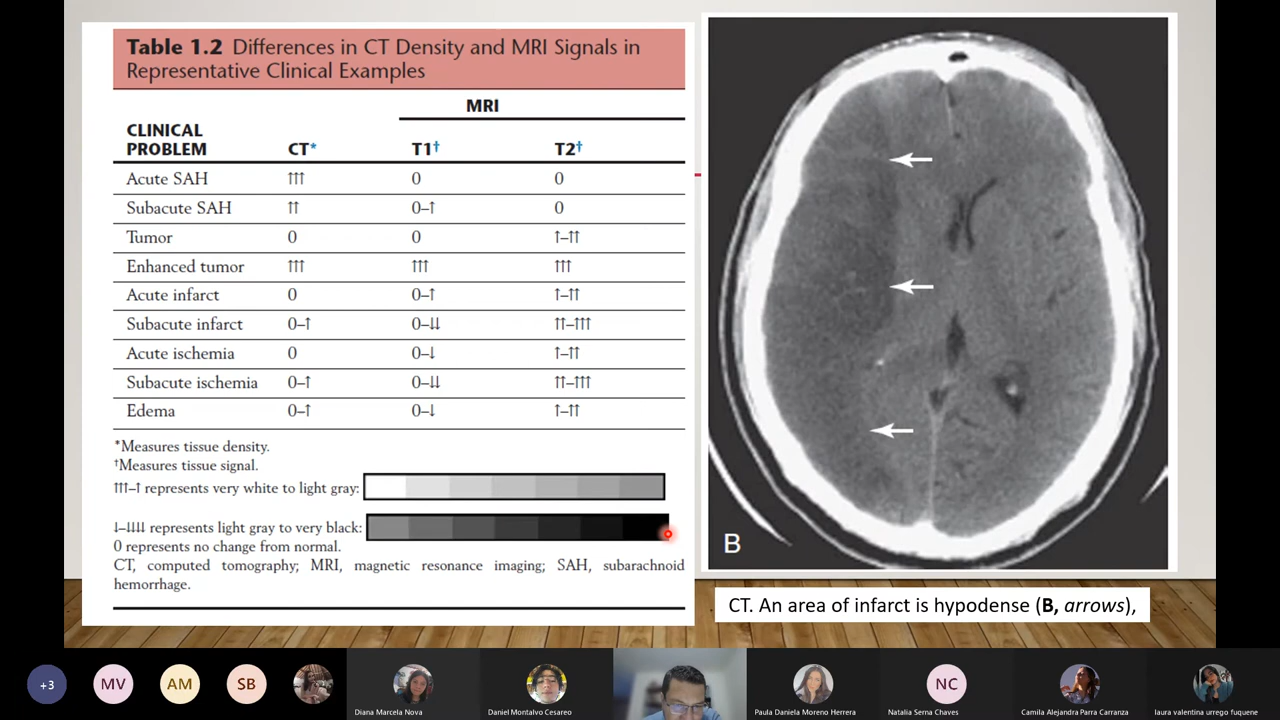 Table 1.2 Differences in CT Density and MRI Signals in
Representative Clinical Examples
MRI
CLINICAL
PROBLEM CT* T1† T2†
Acute SAH ↑↑↑ 0 0
Subacute SAH ↑↑ 0–↑ 0
Tumor 0 0 ↑–↑↑
Enhanced tumor ↑↑↑ ↑↑↑ ↑↑↑
Acute infarct 0 0–↑ ↑–↑↑
Subacute infarct 0–↑ 0–↓↓ ↑↑–↑↑↑
Acute ischemia 0 0–↓ ↑–↑↑
Subacute ischemia 0–↑ 0–↓↓ ↑↑–↑↑↑
Edema 0–↑ 0–↓ ↑–↑↑
*Measures tissue density.
†Measures tissue signal.
↑↑↑–↑ represents very white to light gray:
↓–↓↓↓↓ represents light gray to very black:
0 represents no change from normal.
CT, computed tomography; MRI, magnetic resonance imaging; SAH, subarachnoid
hemorrhage.
B
CT. An area of infarct is hypodense (B, arrows),
+3
MV
AM
SB
NC
Diana Marcela Nova
Daniel Montalvo Cesareo
Paula Daniela Moreno Herrera
Natalia Serna Chaves
Camila Alejandra Parra Carranza
laura valentina urrego fuquene